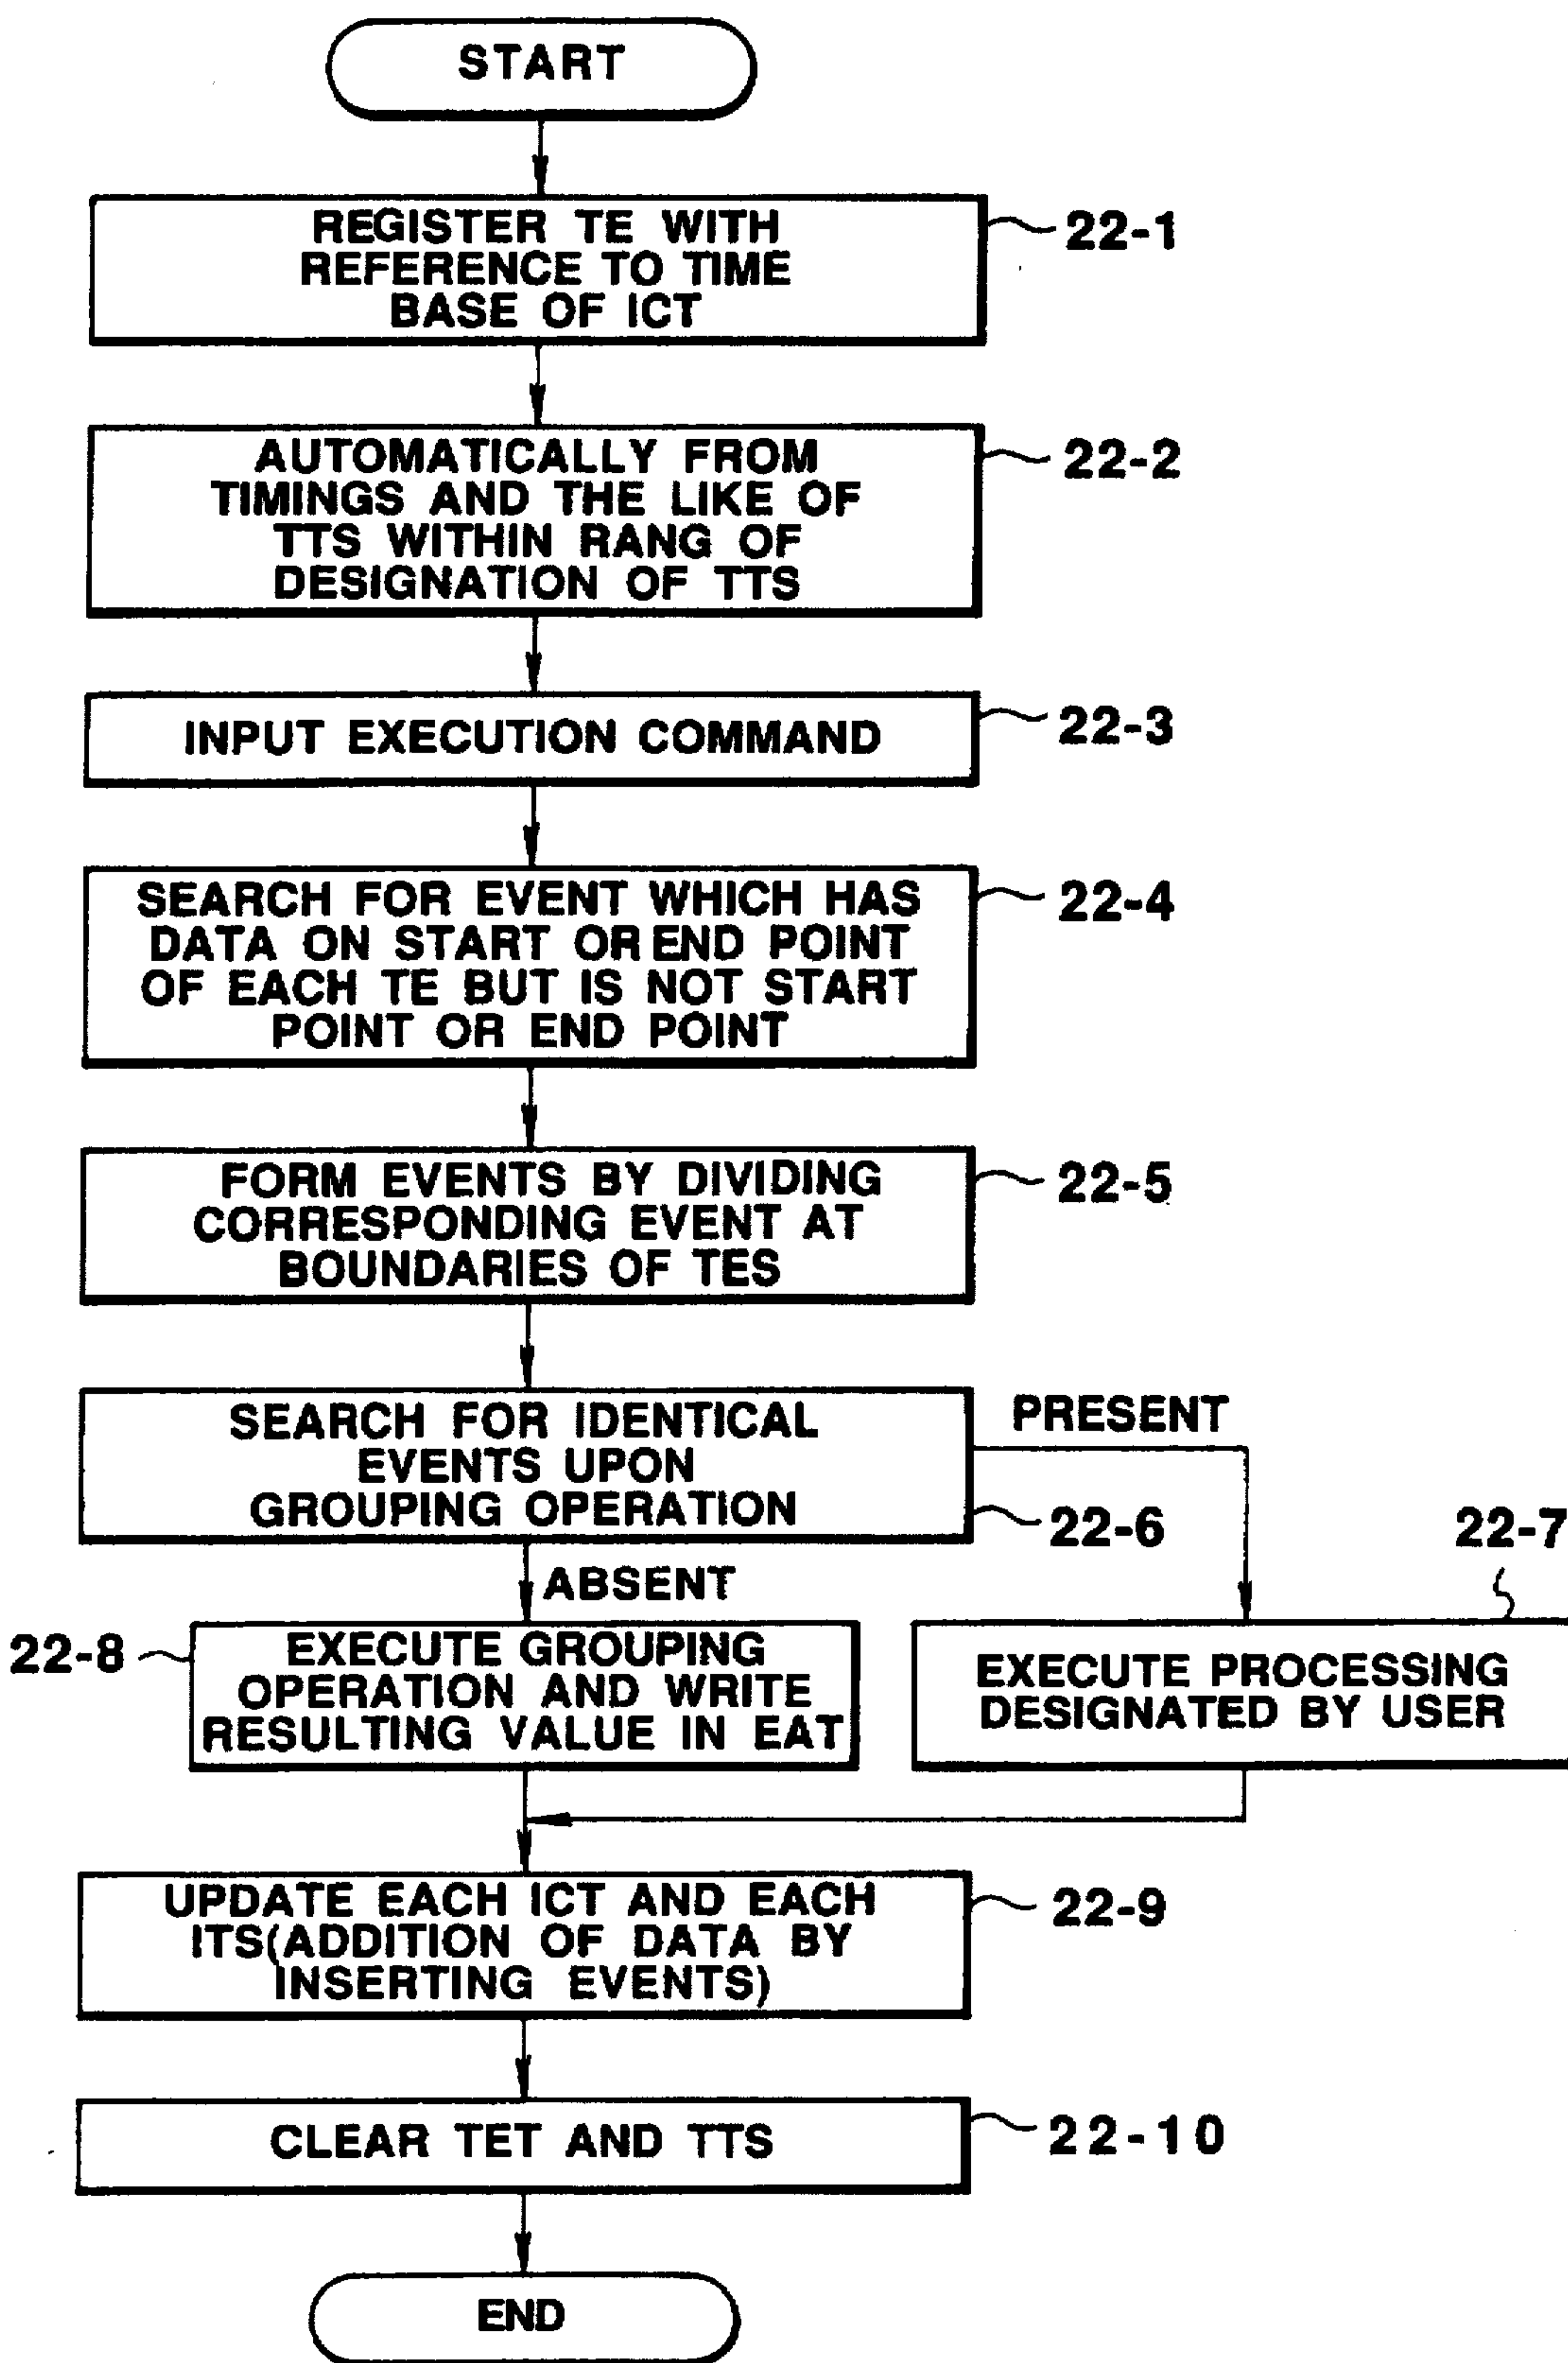 START
REGISTER TE WITH
REFERENCE TO TIME
BASE OF ICT
22-1
AUTOMATICALLY FROM
TIMINGS AND THE LIKE OF
TTS WITHIN RANG OF
DESIGNATION OF TTS
22-2
INPUT EXECUTION COMMAND
22-3
SEARCH FOR EVENT WHICH HAS
DATA ON START OR END POINT
OF EACH TE BUT IS NOT START
POINT OR END POINT
22-4
FORM EVENTS BY DIVIDING
CORRESPONDING EVENT AT
BOUNDARIES OF TES
22-5
SEARCH FOR IDENTICAL
EVENTS UPON
GROUPING OPERATION
PRESENT
22-6
22-7
ABSENT
22-8
EXECUTE GROUPING
OPERATION AND WRITE
RESULTING VALUE IN EAT
EXECUTE PROCESSING
DESIGNATED BY USER
UPDATE EACH ICT AND EACH
ITS(ADDITION OF DATA BY
INSERTING EVENTS)
22-9
CLEAR TET AND TTS
22-10
END